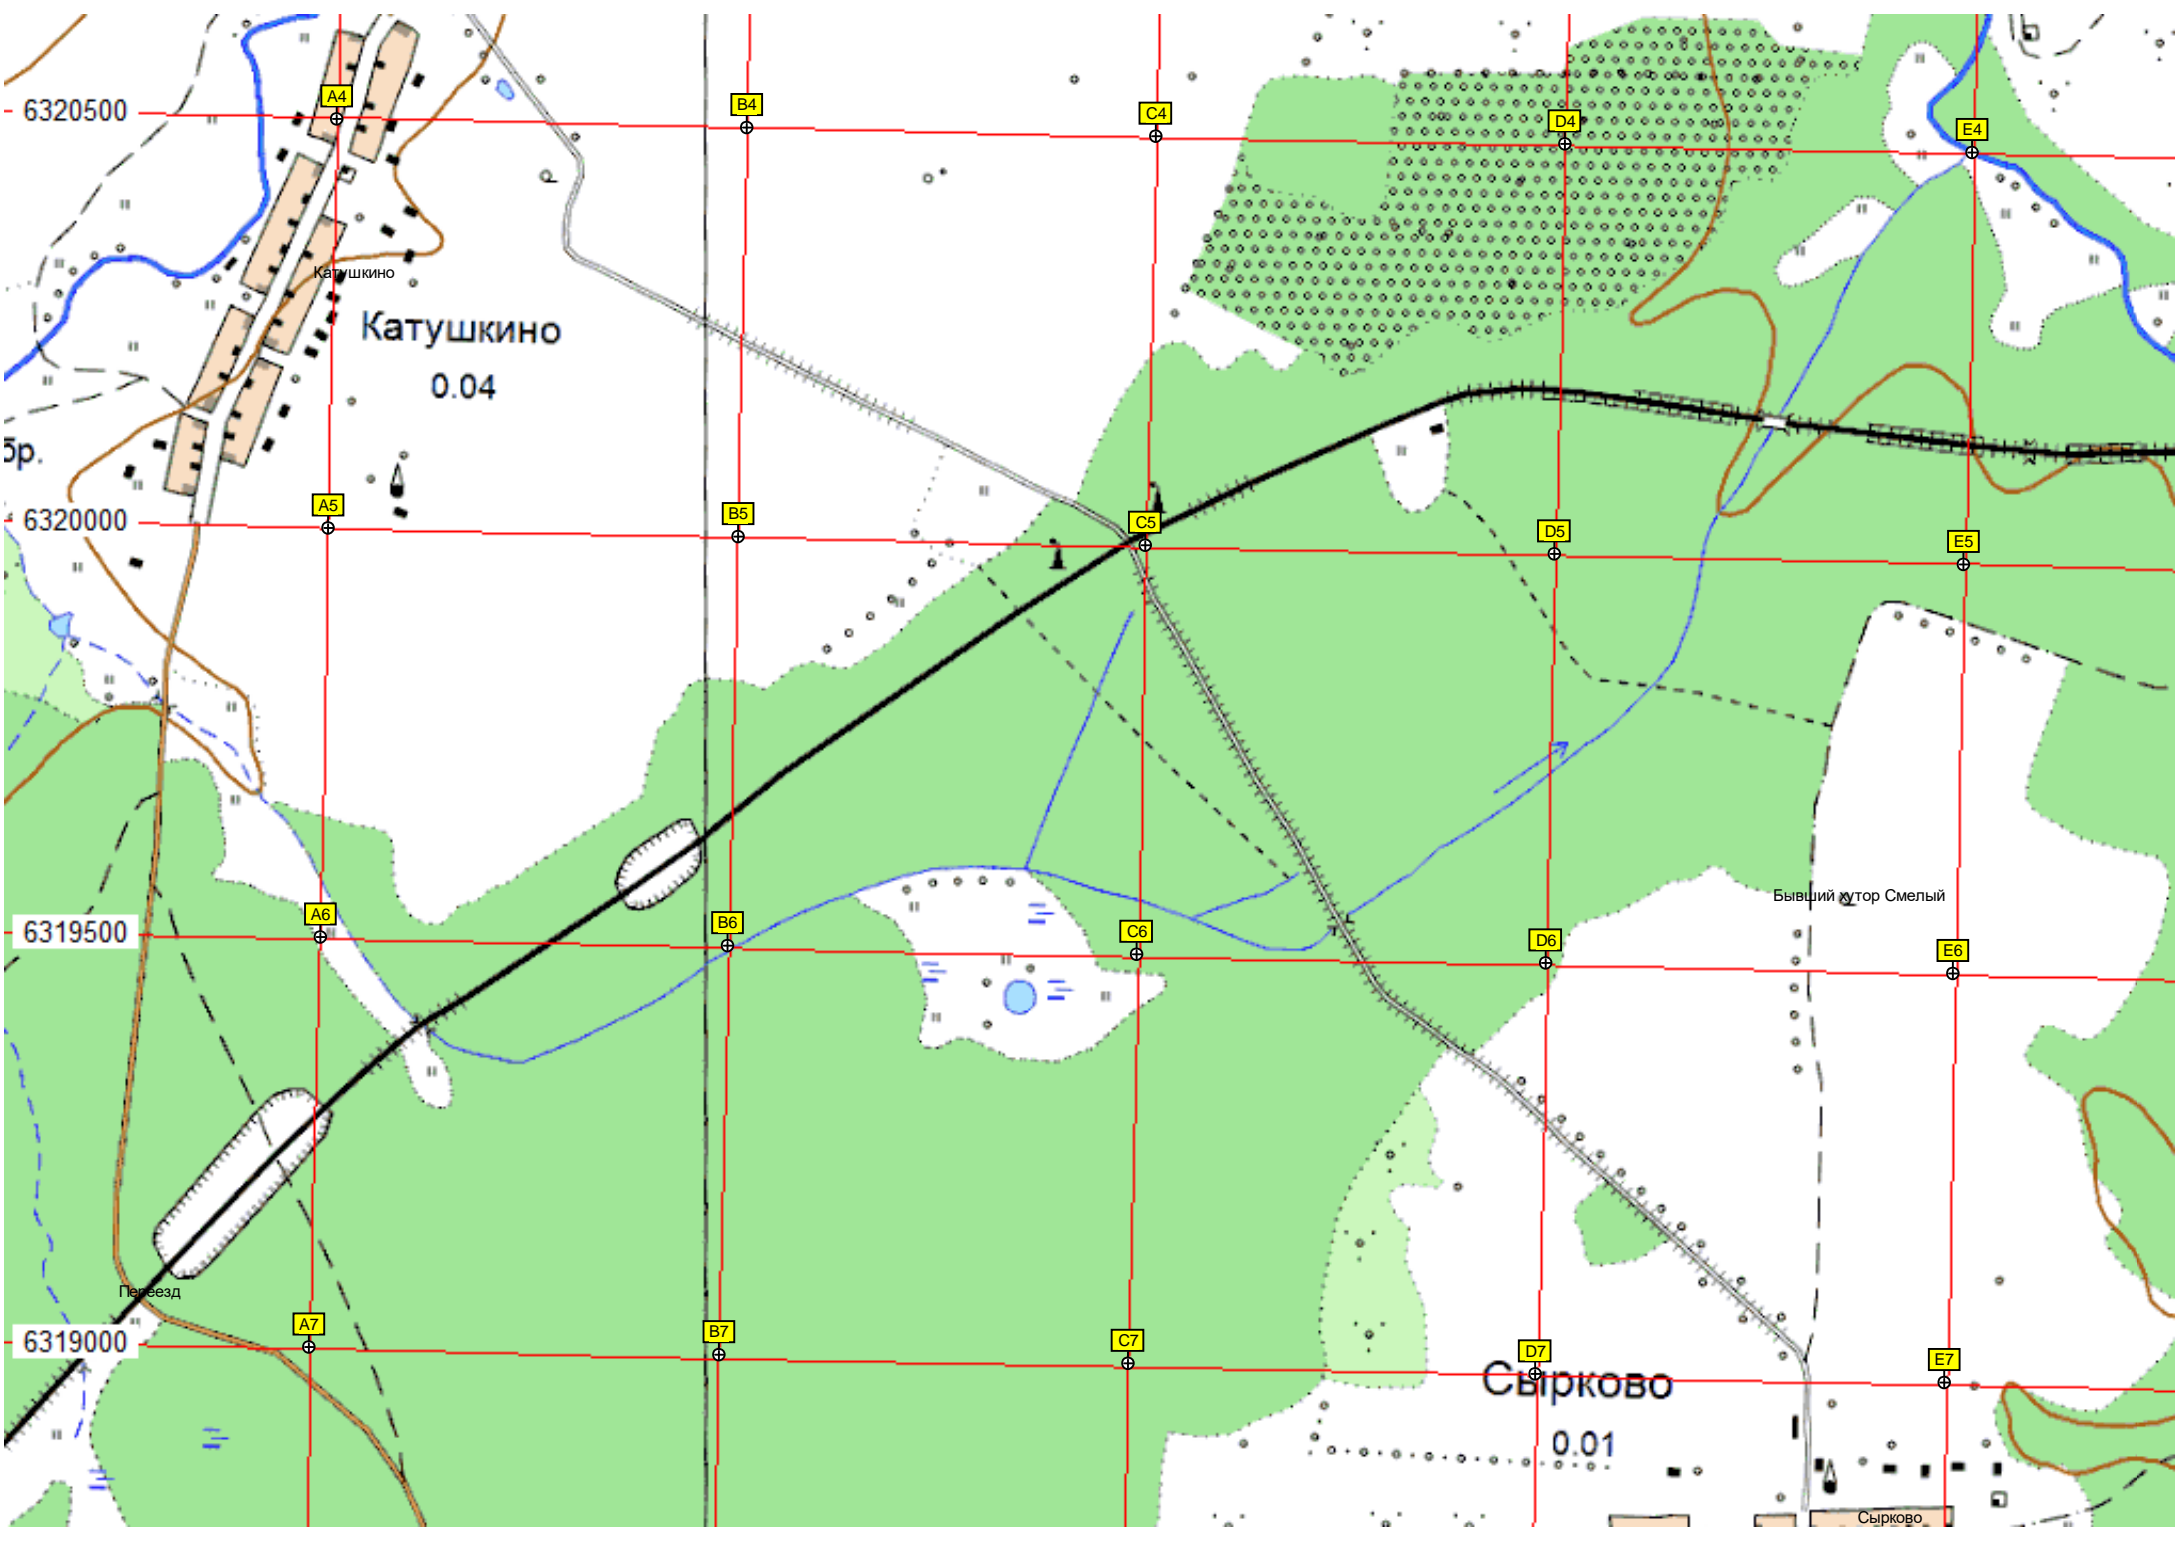 A4
6320500
B4
C4
D4
E4
Катушкино
Катушкино
0.04
бр.
A5
6320000
B5
C5
D5
E5
Бывший хутор Смелый
A6
6319500
B6
C6
D6
E6
Переезд
A7
6319000
B7
C7
D7
E7
Сырково
0.01
Сырково